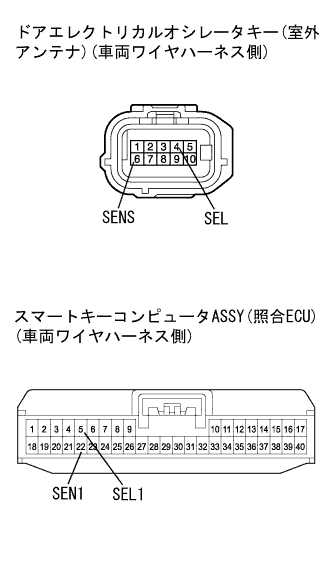 ドアエレクトリカルオシレータキー(室外
アンテナ)(車両ワイヤハーネス側)
1 2 3 4 5
6 7 8 9 10
SENS SEL
スマートキーコンピュータASSY(照合ECU)
(車両ワイヤハーネス側)
1 2 3 4 5 6 7 8 9 10 11 12 13 14 15 16 17
18 19 20 21 22 23 24 25 26 27 28 29 30 31 32 33 34 35 36 37 38 39 40
SEN1 SEL1